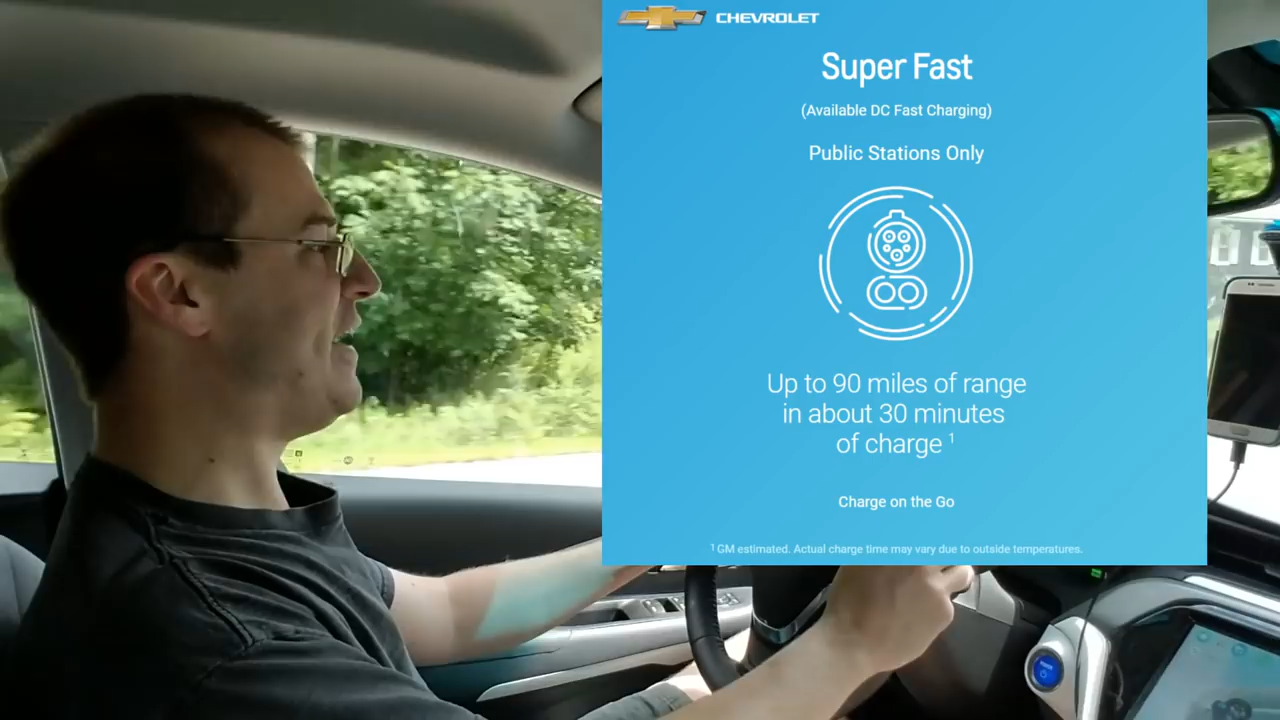 CHEVROLET
Super Fast
(Available DC Fast Charging)
Public Stations Only
Up to 90 miles of range
in about 30 minutes
of charge 1
Charge on the Go
1 GM estimated. Actual charge time may vary due to outside temperatures.